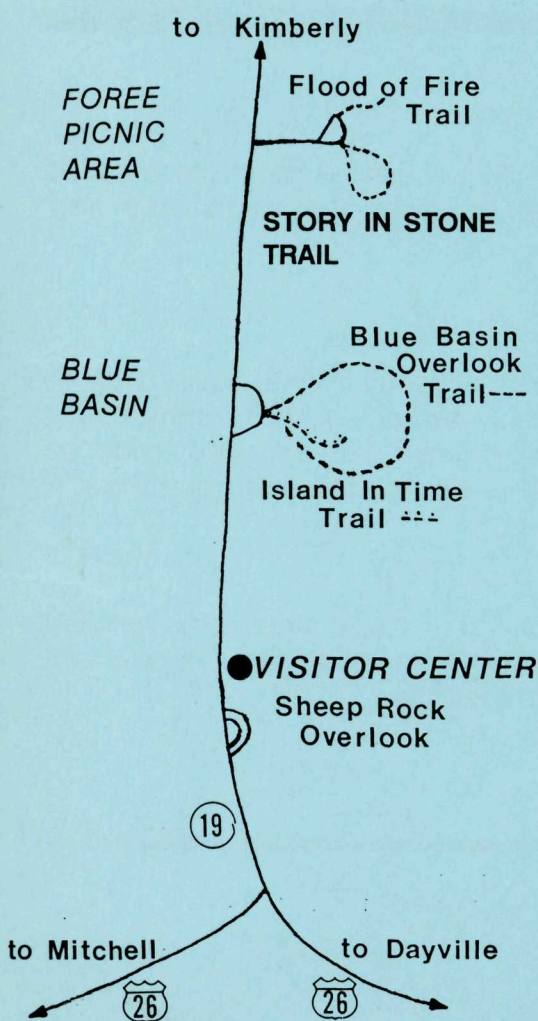 to Kimberly
FOREE
PICNIC
AREA
Flood of Fire
Trail
STORY IN STONE
TRAIL
BLUE
BASIN
Blue Basin
Overlook
Trail---
Island In Time
Trail
VISITOR CENTER
Sheep Rock
Overlook
19
to Mitchell
to Dayville
26
26